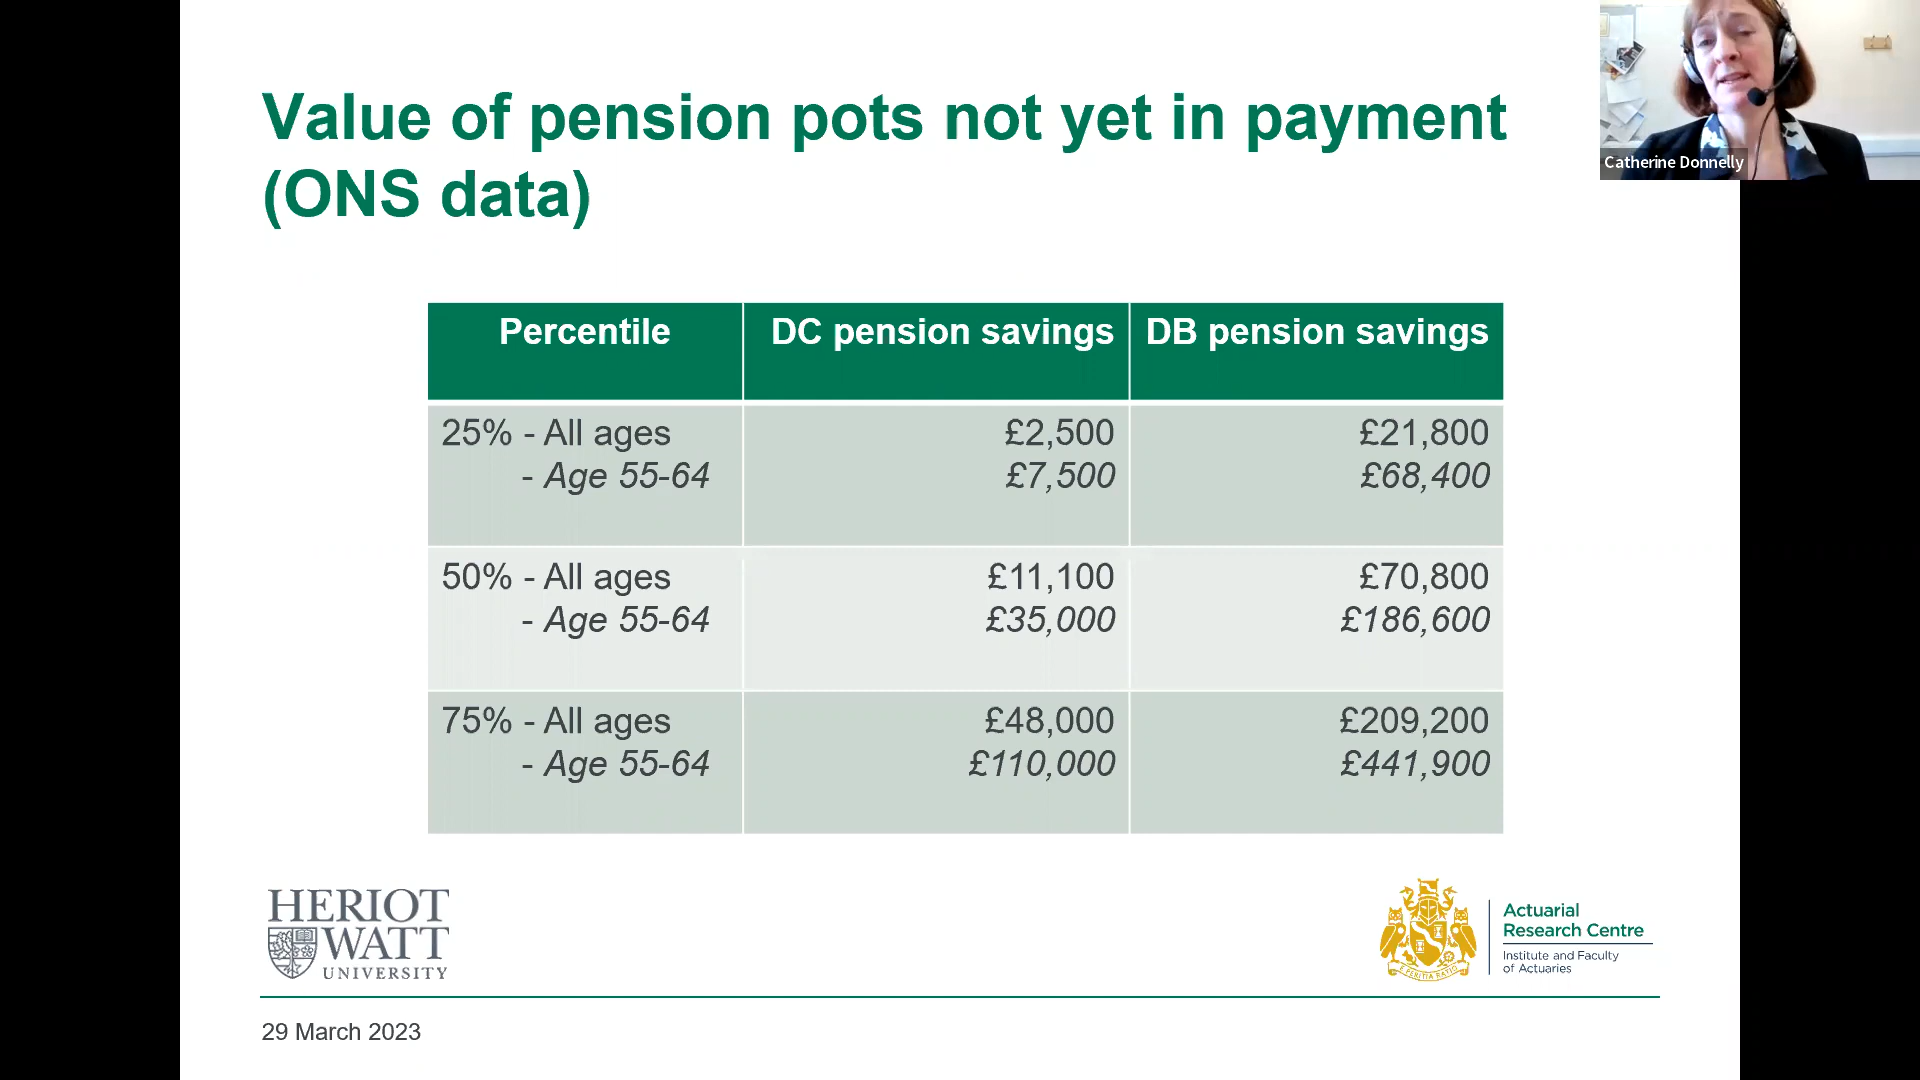 Value of pension pots not yet in payment
(ONS data)
Catherine Donnelly
Percentile
DC pension savings
DB pension savings
25% - All ages
£2,500
£21,800
- Age 55-64
£7,500
£68,400
50% - All ages
£11,100
£70,800
- Age 55-64
£35,000
£186,600
75% - All ages
£48,000
£209,200
- Age 55-64
£110,000
£441,900
HERIOT
WATT
UNIVERSITY
E PERITIA RATIO
Actuarial
Research Centre
Institute and Faculty
of Actuaries
29 March 2023